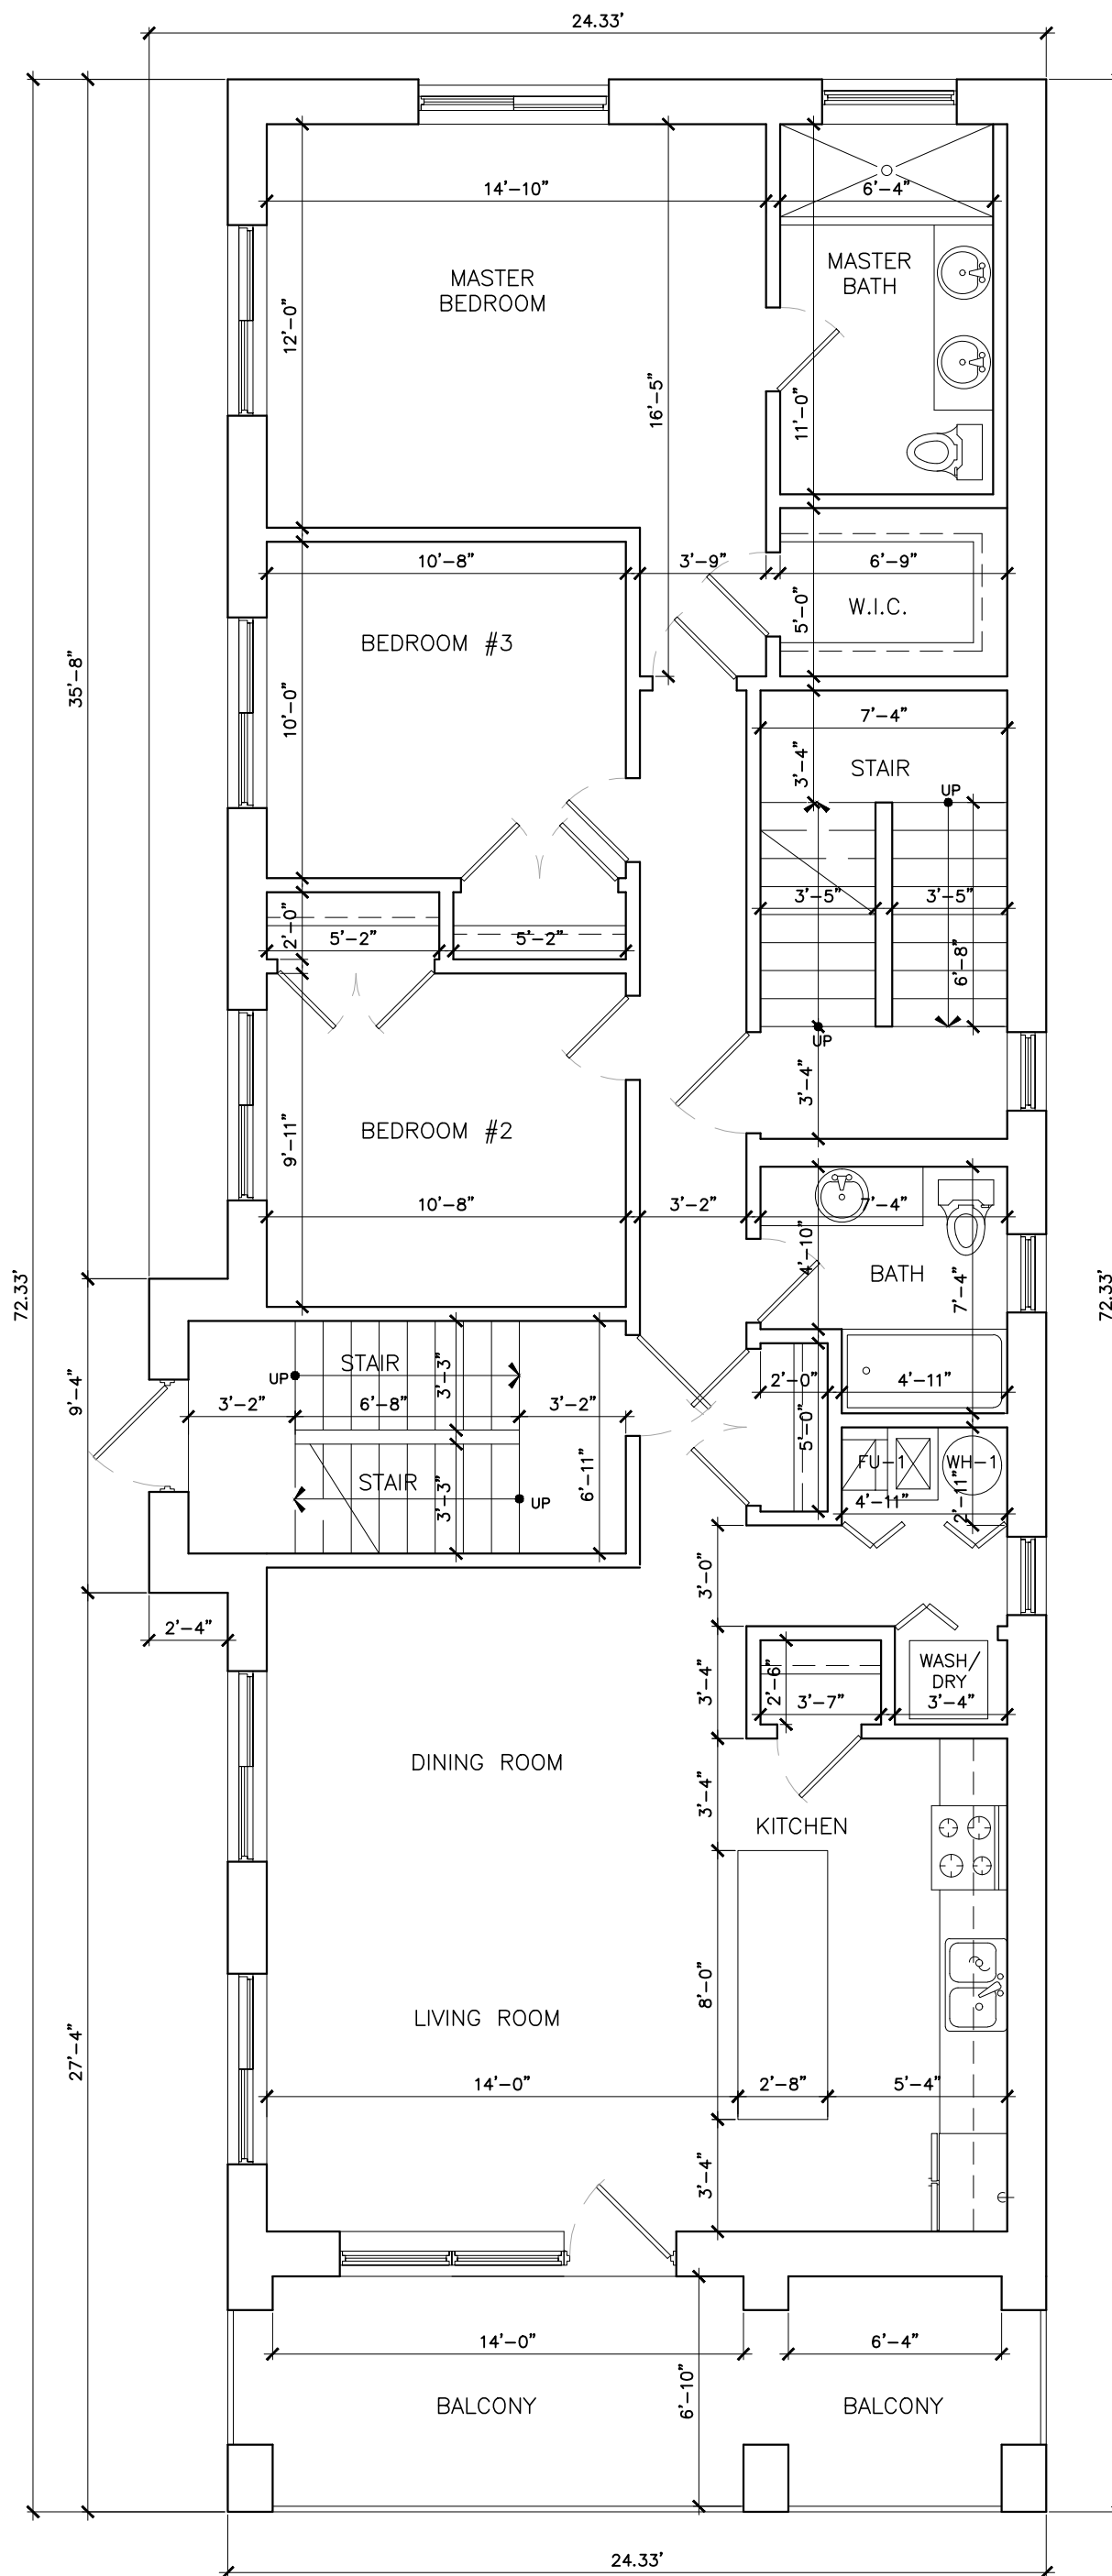 24.33'
14'-10"
6'-4"
MASTER
BEDROOM
MASTER
BATH
12'-0"
16'-5"
11'-0"
10'-8"
3'-9"
6'-9"
W.I.C.
5'-0"
BEDROOM #3
35'-8"
10'-0"
7'-4"
3'-4"
STAIR
UP
3'-5"
3'-5"
2'-0"
5'-2"
5'-2"
6'-8"
UP
3'-4"
BEDROOM #2
9'-11"
10'-8"
3'-2"
7'-4"
4'-10"
BATH
7'-4"
72.33'
72.33'
STAIR
3'-3"
UP
9'-4"
3'-2"
6'-8"
3'-2"
2'-0"
4'-11"
5'-0"
FU-1
WH-1
STAIR
3'-3"
6'-11"
UP
4'-11"
2'-11"
3'-0"
2'-4"
WASH/
DRY
3'-4"
2'-6"
3'-7"
3'-4"
DINING ROOM
3'-4"
KITCHEN
8'-0"
LIVING ROOM
27'-4"
14'-0"
2'-8"
5'-4"
3'-4"
14'-0"
6'-4"
6'-10"
BALCONY
BALCONY
24.33'